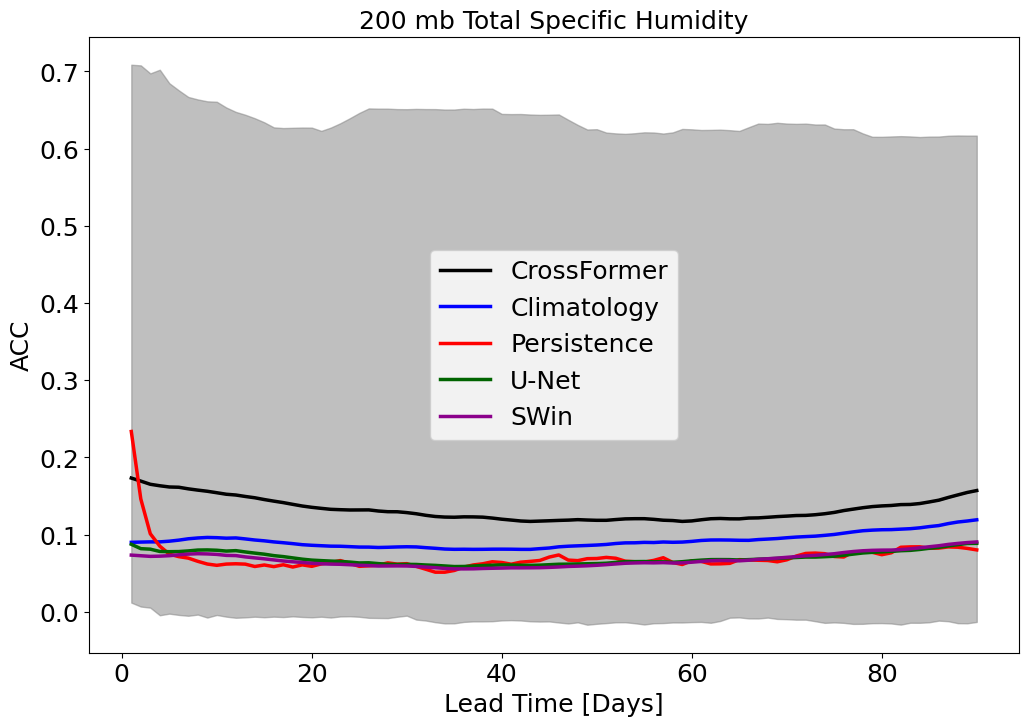 200 mb Total Specific Humidity
0.7
0.6
0.5
0.4
0.3
0.2
0.1
0.0
ACC
CrossFormer
Climatology
Persistence
U-Net
SWin
0 20 40 60 80
Lead Time [Days]